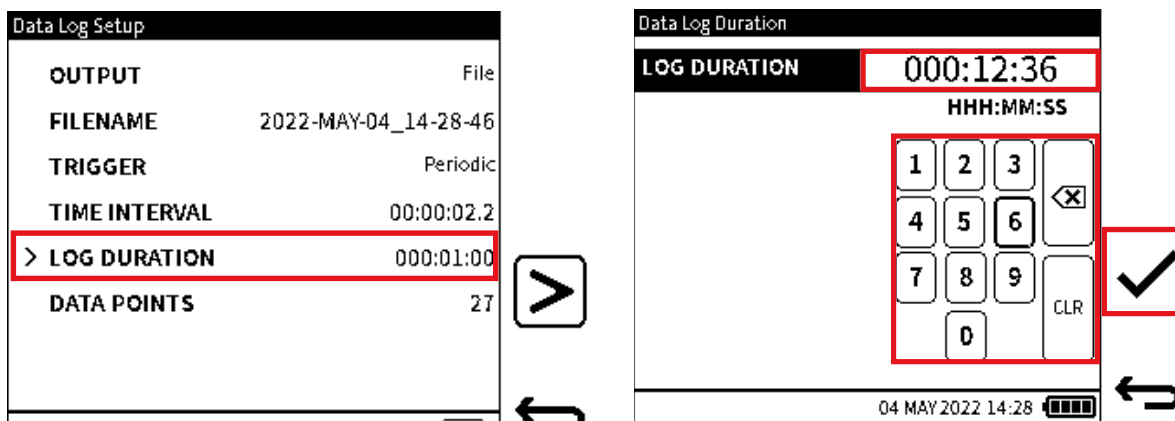 Data Log Setup
OUTPUT File
FILENAME 2022-MAY-04_14-28-46
TRIGGER Periodic
TIME INTERVAL 00:00:02.2
> LOG DURATION 000:01:00
DATA POINTS 27
>
Data Log Duration
LOG DURATION 000:12:36
HHH:MM:SS
1 2 3
4 5 6
7 8 9
CLR
0
04 MAY 2022 14:28